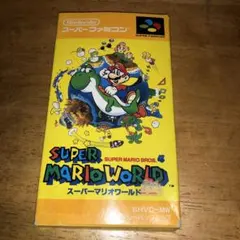 Nintendo
スーパーファミコン
SUPER MARIO BROS. 4
SUPER
MARIO WORLD
TM
スーパーマリオワールド
SHVC-MW